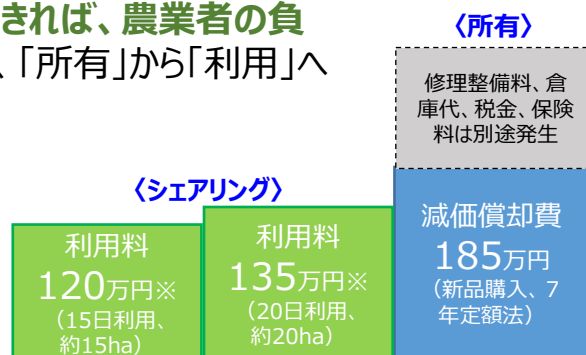 きれば、農業者の負
、「所有」から「利用」へ
〈所有〉
修理整備料、倉
庫代、税金、保険
料は別途発生
〈シェアリング〉
利用料
120万円※
（15日利用、
約15ha）
利用料
135万円※
（20日利用、
約20ha）
減価償却費
185万円
（新品購入、7
年定額法）